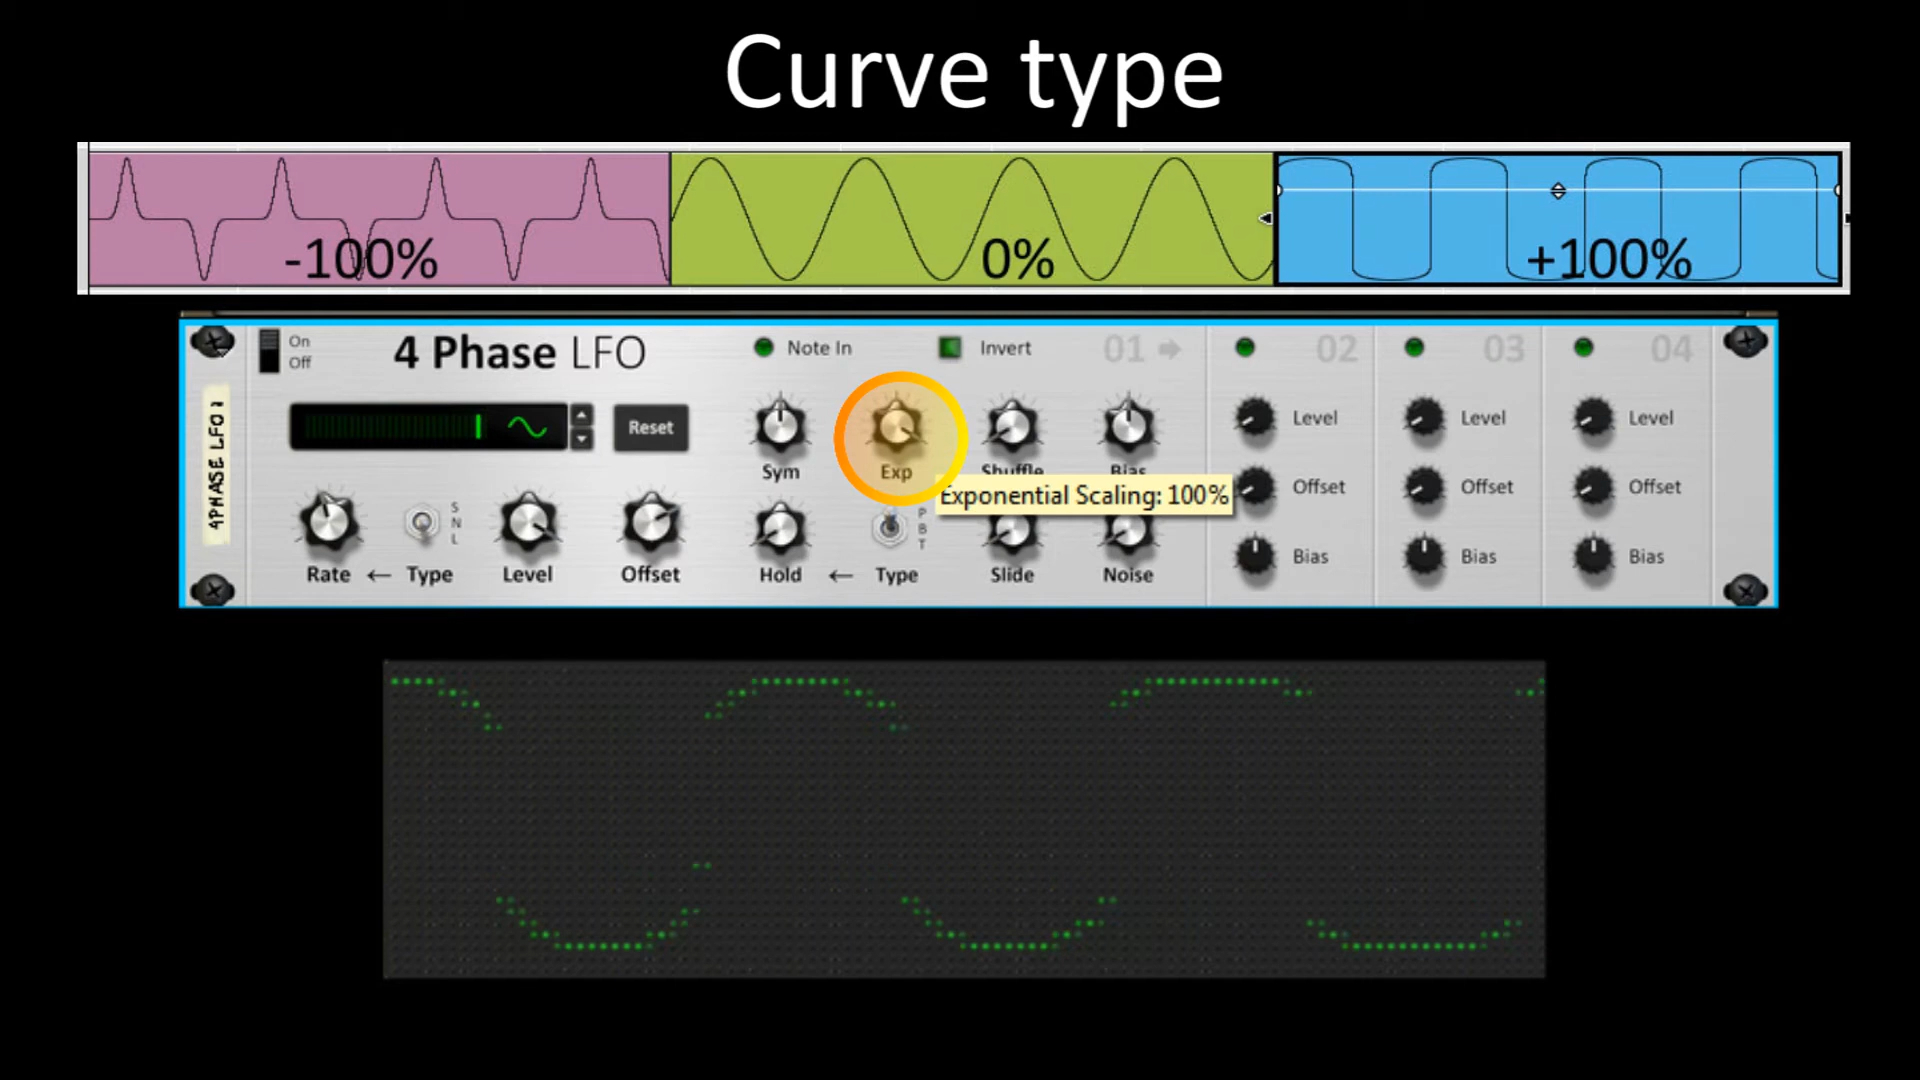 Curve type
-100%
0%
+100%
On
Off
4 Phase LFO
Note In
Invert
01
02
03
04
4PHASE LFO 1
Reset
Sym
Exp
Shuffle
Bias
Exponential Scaling: 100%
Level
Level
Level
Offset
Offset
Offset
Bias
Bias
Bias
S
N
L
P
B
T
Rate ← Type
Level
Offset
Hold ← Type
Slide
Noise